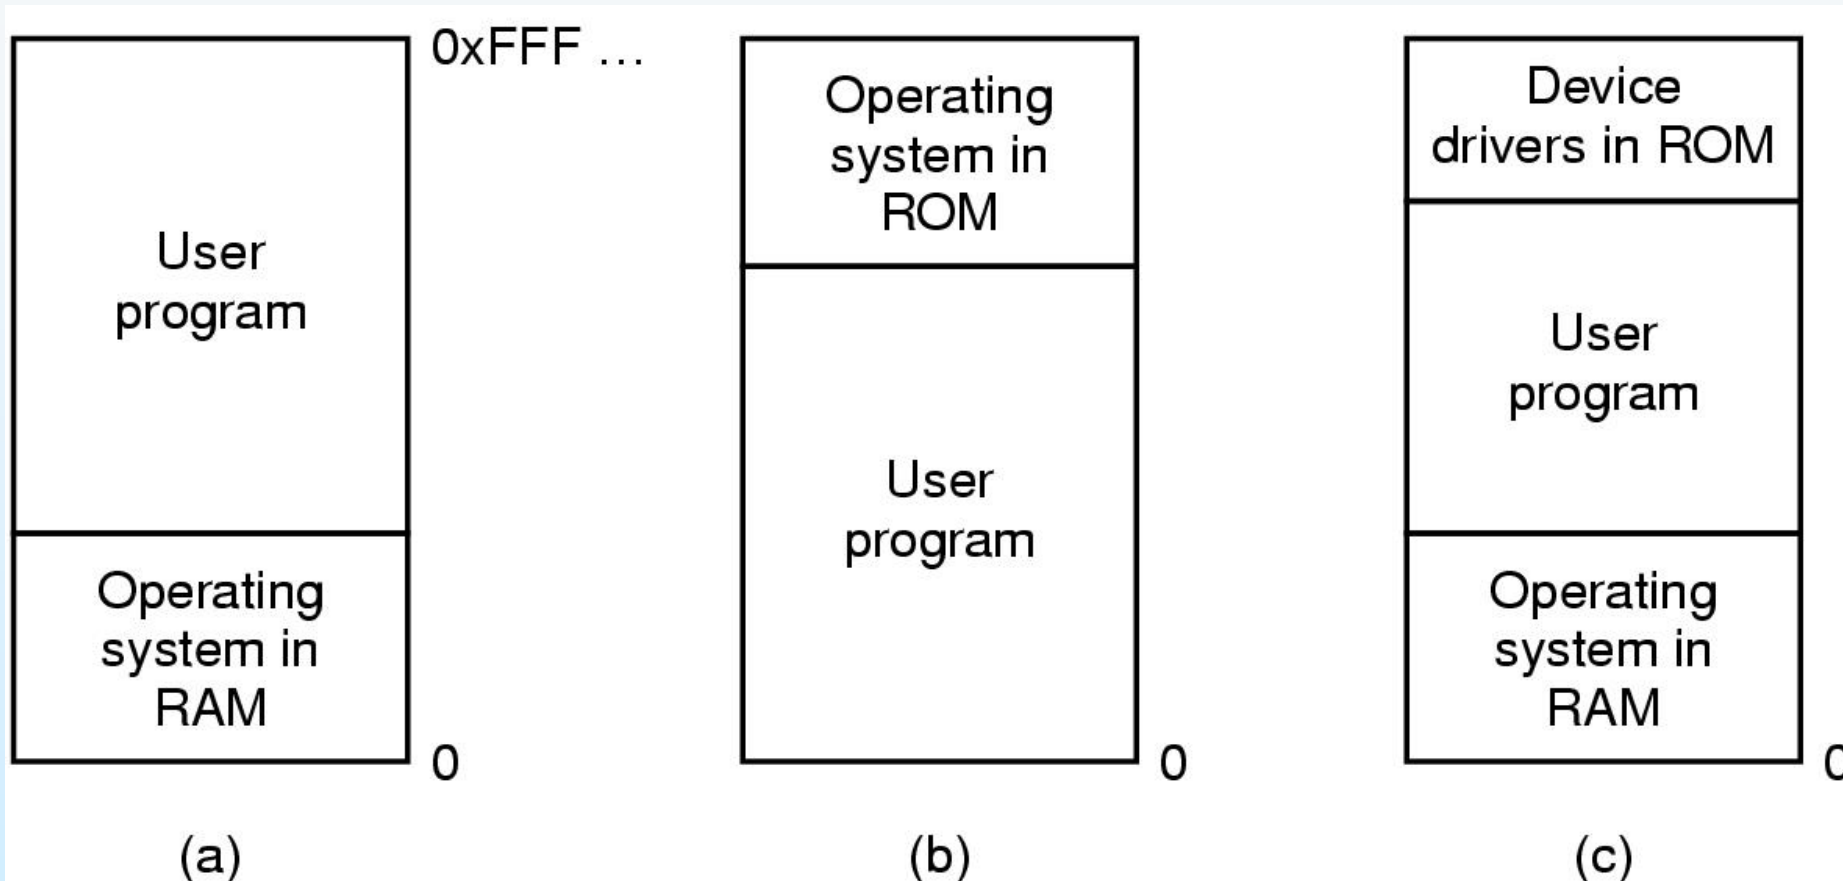 0xFFF ...
User
program
Operating
system in
RAM
0
(a)
Operating
system in
ROM
User
program
0
(b)
Device
drivers in ROM
User
program
Operating
system in
RAM
0
(c)